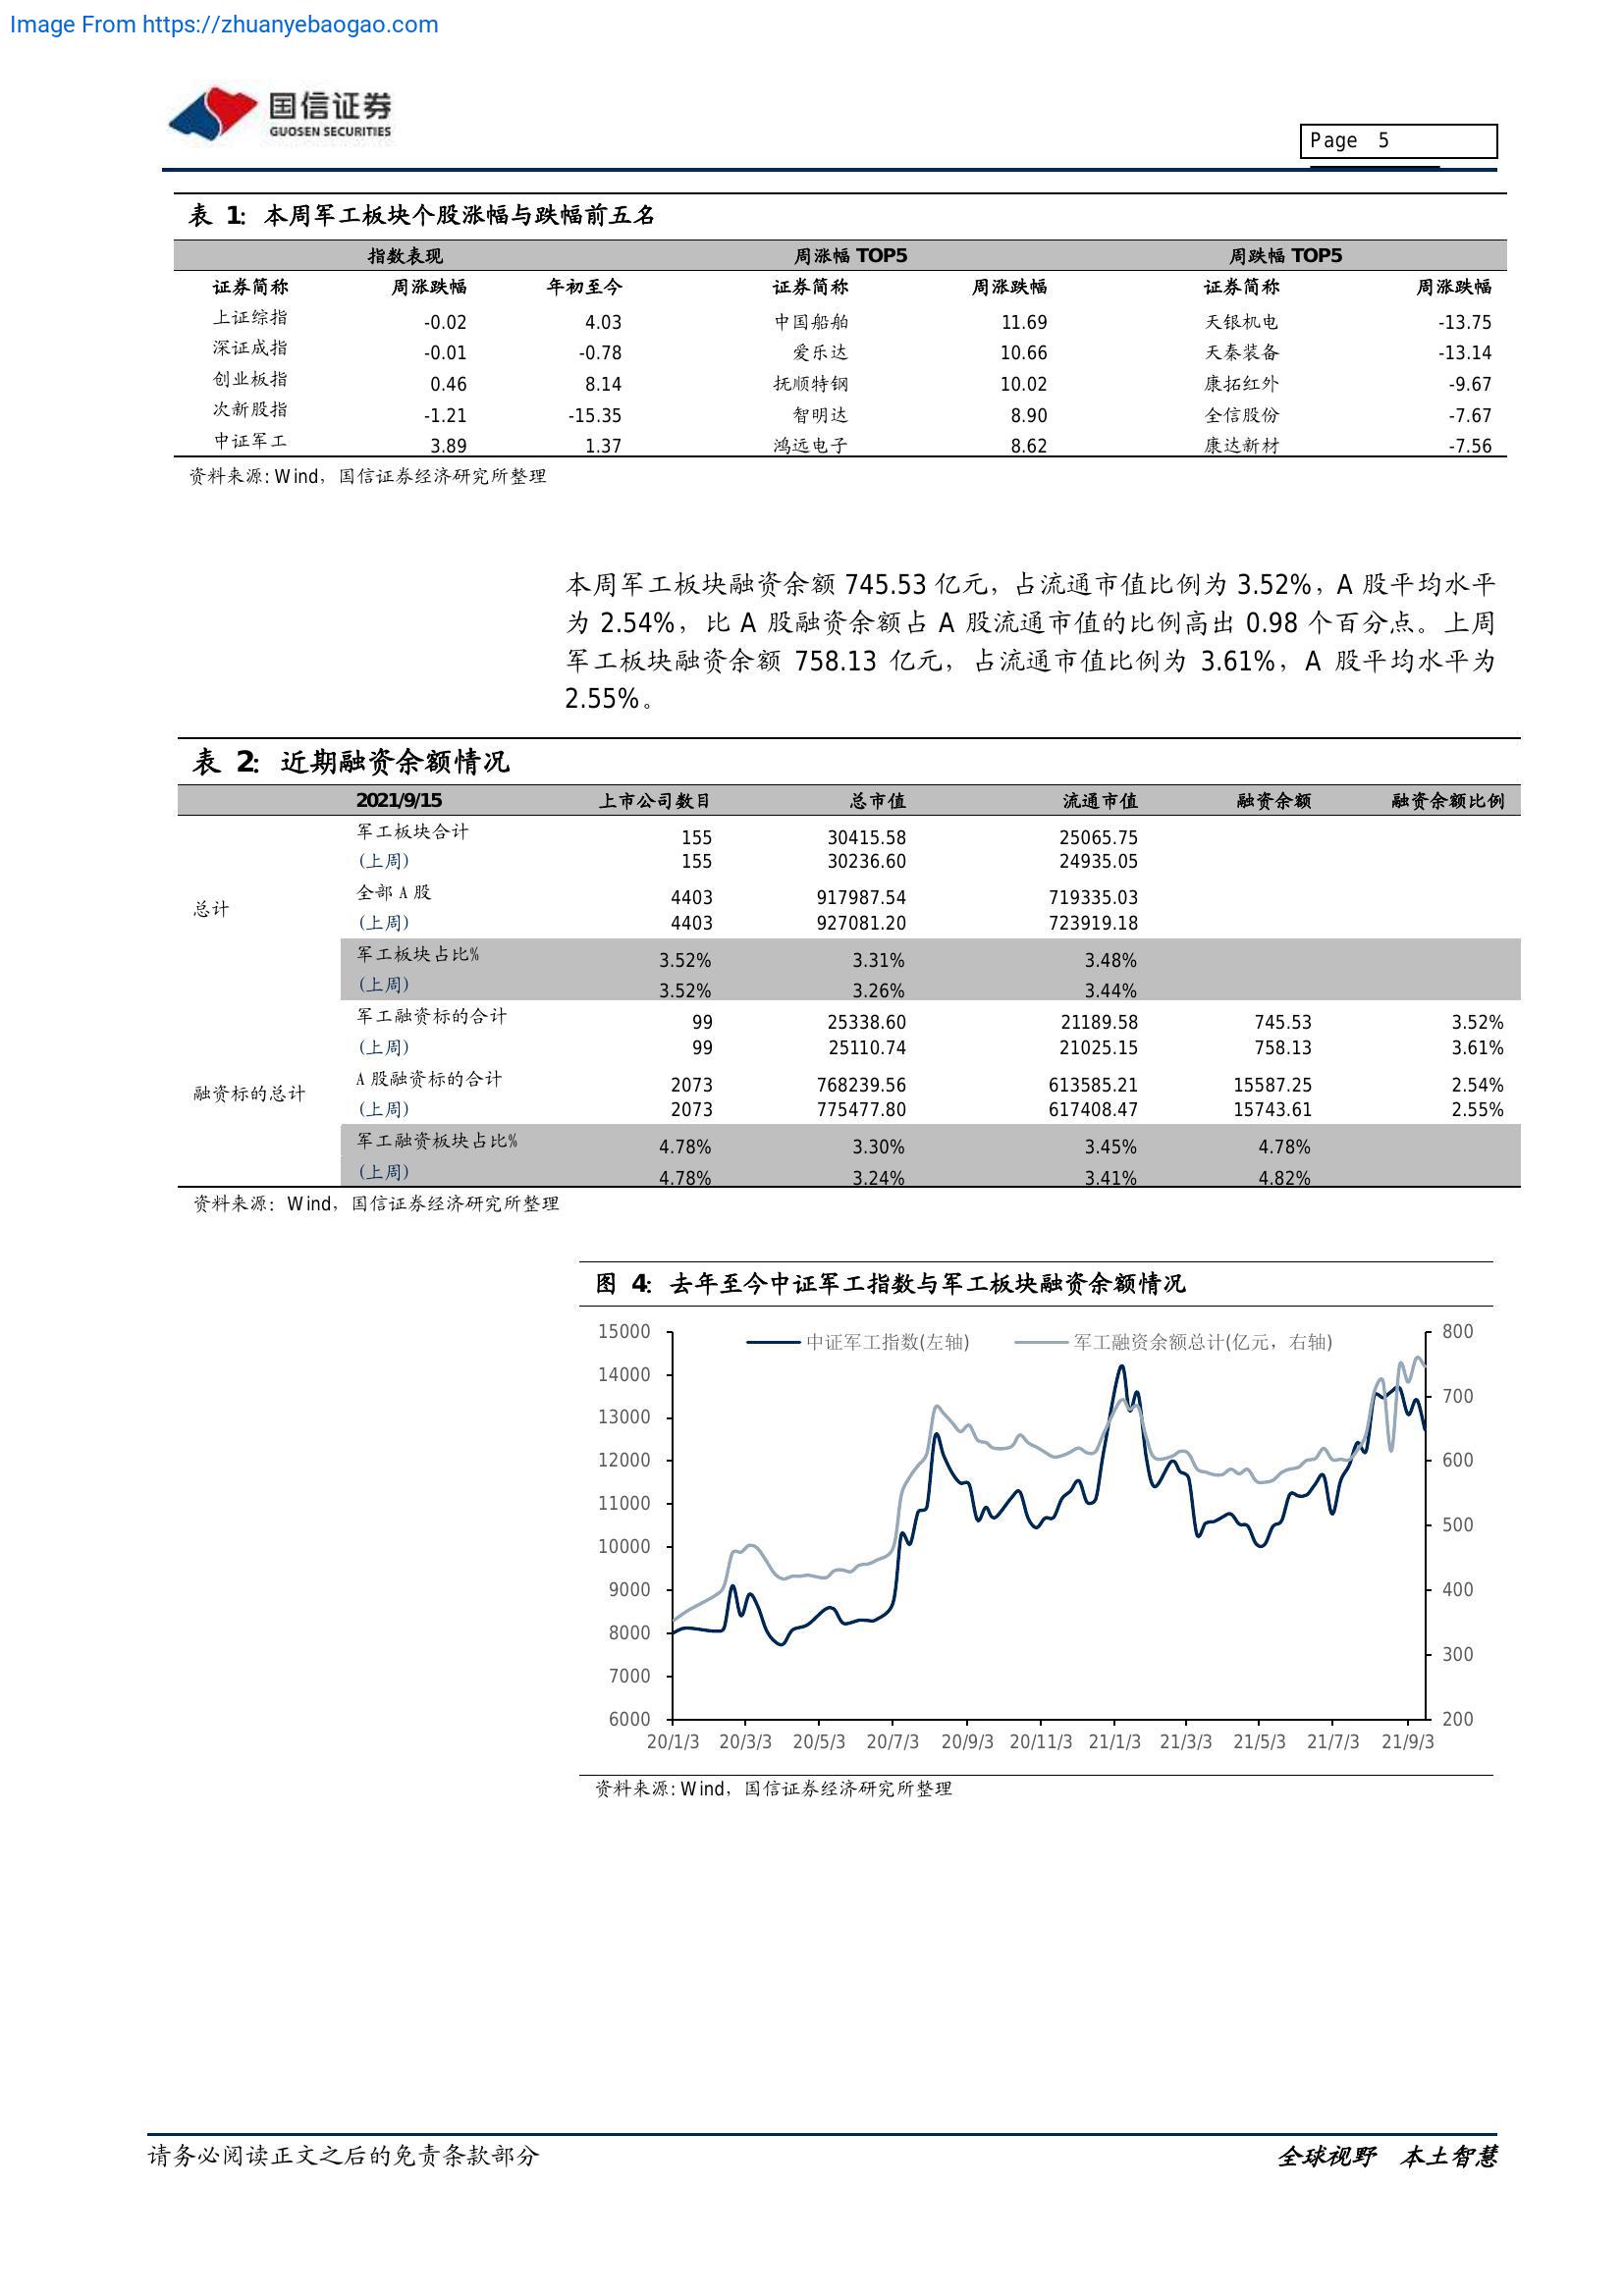 Image From https://zhuanyebaogao.com
国信证券
GUOSEN SECURITIES
Page 5
表 1: 本周军工板块个股涨幅与跌幅前五名
指数表现 周涨幅 TOP5 周跌幅 TOP5
证券简称 周涨跌幅 年初至今 证券简称 周涨跌幅 证券简称 周涨跌幅
上证综指 -0.02 4.03 中国船舶 11.69 天银机电 -13.75
深证成指 -0.01 -0.78 爱乐达 10.66 天秦装备 -13.14
创业板指 0.46 8.14 抚顺特钢 10.02 康拓红外 -9.67
次新股指 -1.21 -15.35 智明达 8.90 全信股份 -7.67
中证军工 3.89 1.37 鸿远电子 8.62 康达新材 -7.56
资料来源: Wind，国信证券经济研究所整理
本周军工板块融资余额 745.53 亿元，占流通市值比例为 3.52%，A 股平均水平
为 2.54%，比 A 股融资余额占 A 股流通市值的比例高出 0.98 个百分点。上周
军工板块融资余额 758.13 亿元，占流通市值比例为 3.61%，A 股平均水平为
2.55%。
表 2: 近期融资余额情况
2021/9/15 上市公司数目 总市值 流通市值 融资余额 融资余额比例
军工板块合计 155 30415.58 25065.75
(上周) 155 30236.60 24935.05
总计
全部 A 股 4403 917987.54 719335.03
(上周) 4403 927081.20 723919.18
军工板块占比% 3.52% 3.31% 3.48%
(上周) 3.52% 3.26% 3.44%
军工融资标的合计 99 25338.60 21189.58 745.53 3.52%
(上周) 99 25110.74 21025.15 758.13 3.61%
融资标的总计
A 股融资标的合计 2073 768239.56 613585.21 15587.25 2.54%
(上周) 2073 775477.80 617408.47 15743.61 2.55%
军工融资板块占比% 4.78% 3.30% 3.45% 4.78%
(上周) 4.78% 3.24% 3.41% 4.82%
资料来源：Wind，国信证券经济研究所整理
图 4: 去年至今中证军工指数与军工板块融资余额情况
中证军工指数(左轴) 军工融资余额总计(亿元，右轴)
15000 800
14000
13000 700
12000 600
11000
10000 500
9000 400
8000
7000 300
6000 200
20/1/3 20/3/3 20/5/3 20/7/3 20/9/3 20/11/3 21/1/3 21/3/3 21/5/3 21/7/3 21/9/3
资料来源: Wind，国信证券经济研究所整理
请务必阅读正文之后的免责条款部分 全球视野 本土智慧